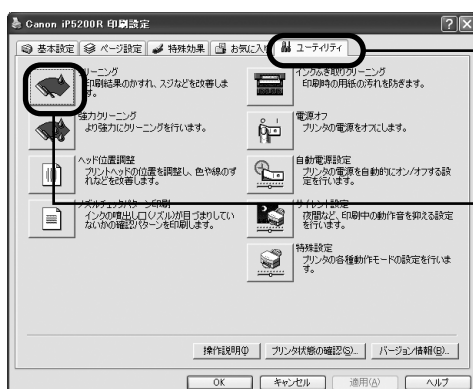 Canon iP5200R 印刷設定
基本設定 ページ設定 特殊効果 お気に入 ユーティリティ
リーニング
印刷結果のかすれ、スジなどを改善しま
す。
強力クリーニング
より強力にクリーニングを行います。
ヘッド位置調整
プリントヘッドの位置を調整し、色や線のず
れなどを改善します。
ノズルチェックパターン印刷
インクの噴出し口(ノズル)が目づまりしてい
ないかの確認パターンを印刷します。
インクふき取りクリーニング
印刷時の用紙の汚れを防ぎます。
電源オフ
プリンタの電源をオフにします。
自動電源設定
プリンタの電源を自動的にオン/オフする設
定を行います。
サイレント設定
夜間など、印刷中の動作音を抑える設定
を行います。
特殊設定
プリンタの各種動作モードの設定を行いま
す。
操作説明(I) プリンタ状態の確認(S)... バージョン情報(B)...
OK キャンセル 適用(A) ヘルプ